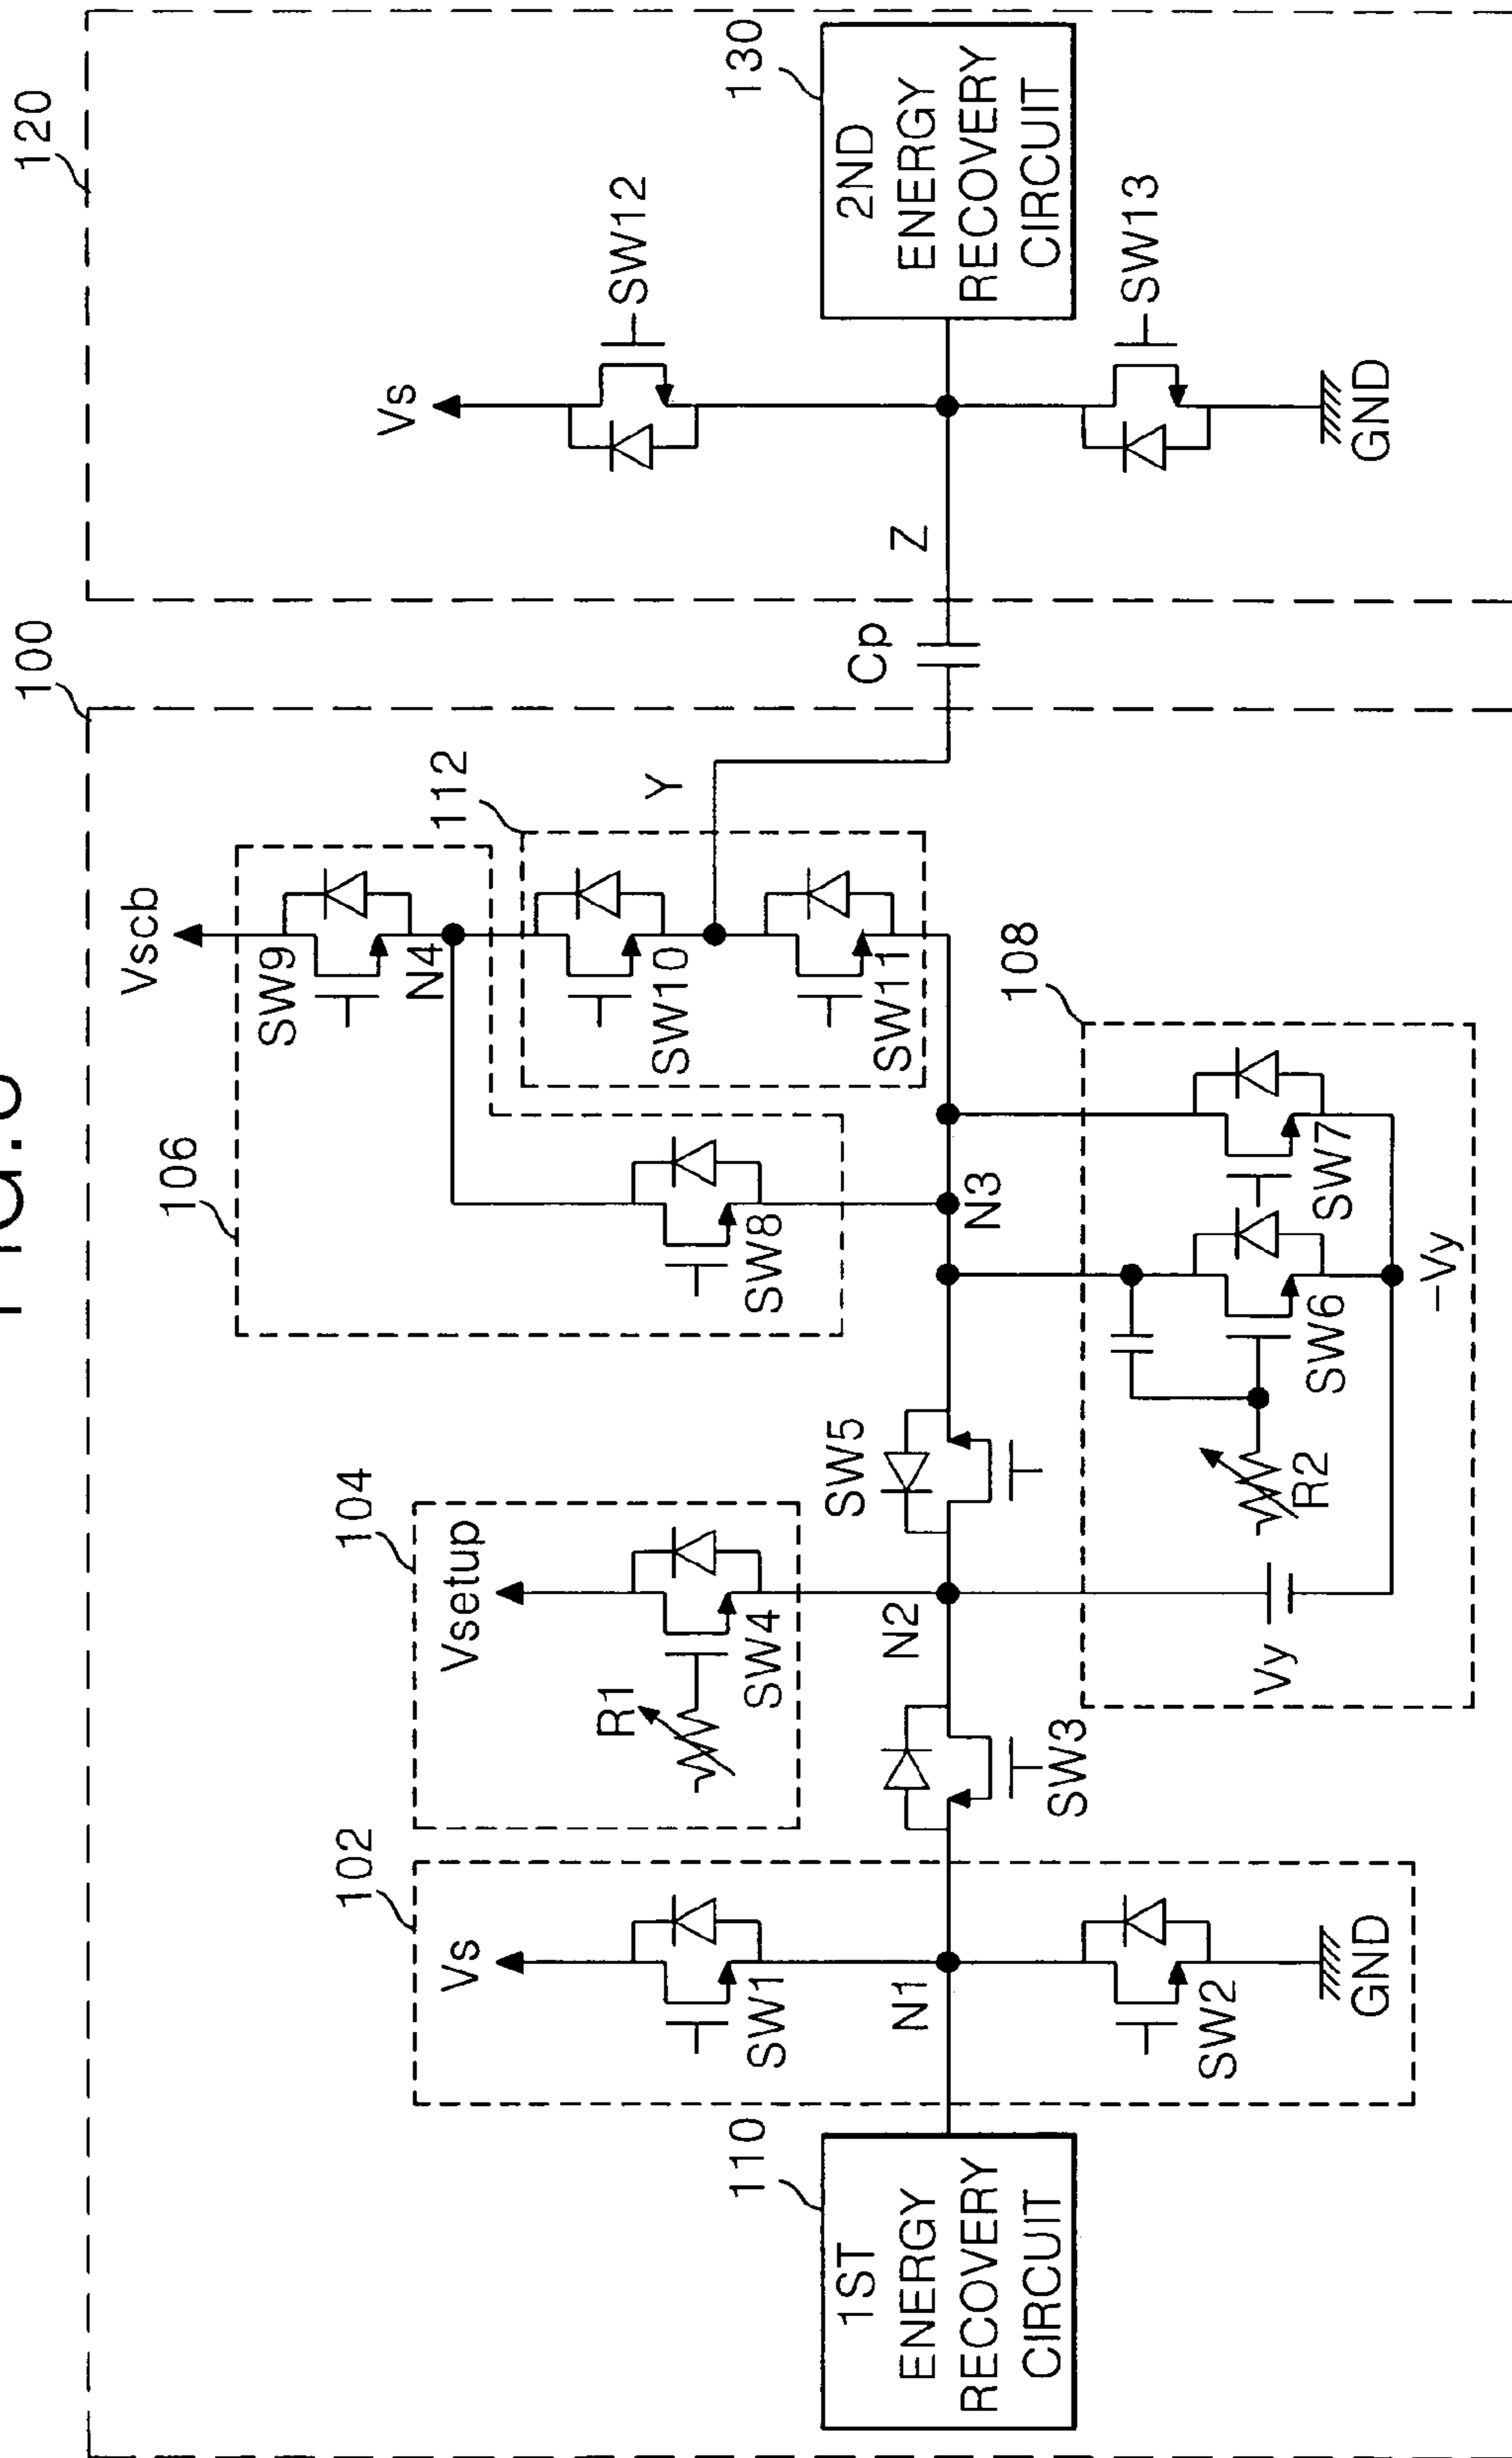 100
120
Vscb
106
SW9
N4
112
Vs
SW12
130
104
Vsetup
SW10
Y
102
Vs
R1
SW4
SW8
SW11
Cp
Z
2ND
ENERGY
RECOVERY
CIRCUIT
110
SW1
N1
N2
SW5
N3
108
1ST
ENERGY
RECOVERY
CIRCUIT
SW3
SW13
SW2
GND
Vy
R2
SW6
SW7
-Vy
GND